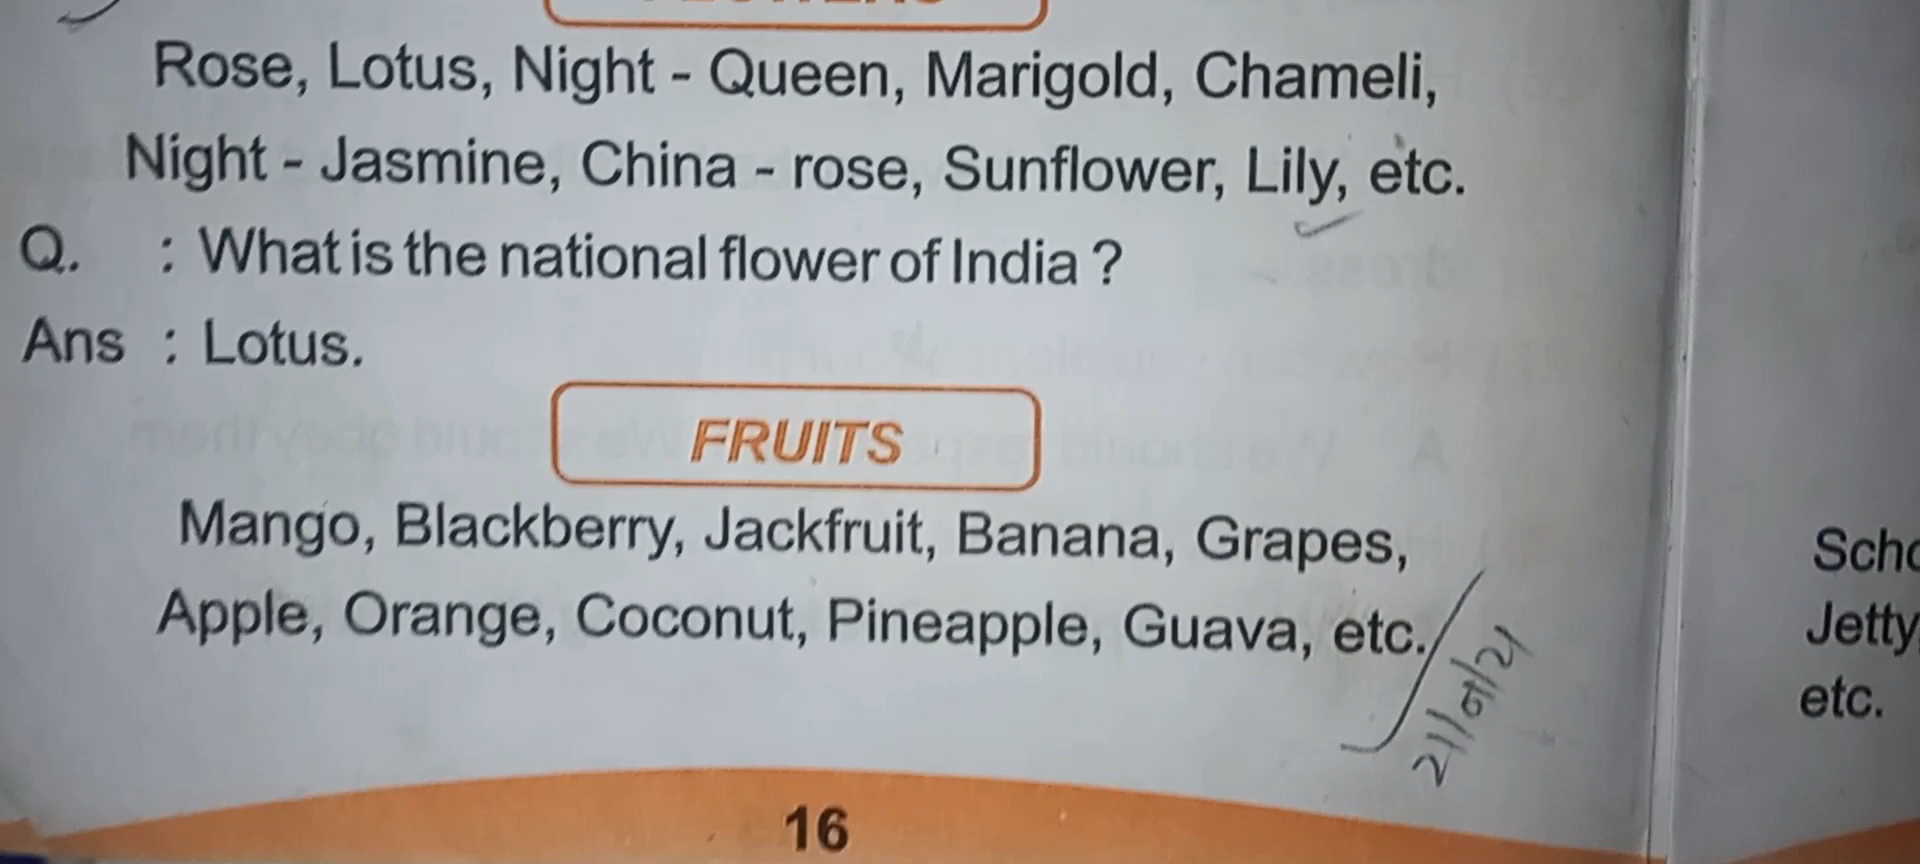 Rose, Lotus, Night - Queen, Marigold, Chameli,
Night - Jasmine, China - rose, Sunflower, Lily, etc.
Q. : What is the national flower of India ?
Ans : Lotus.
FRUITS
Mango, Blackberry, Jackfruit, Banana, Grapes,
Apple, Orange, Coconut, Pineapple, Guava, etc.
16
Jetty,
etc.